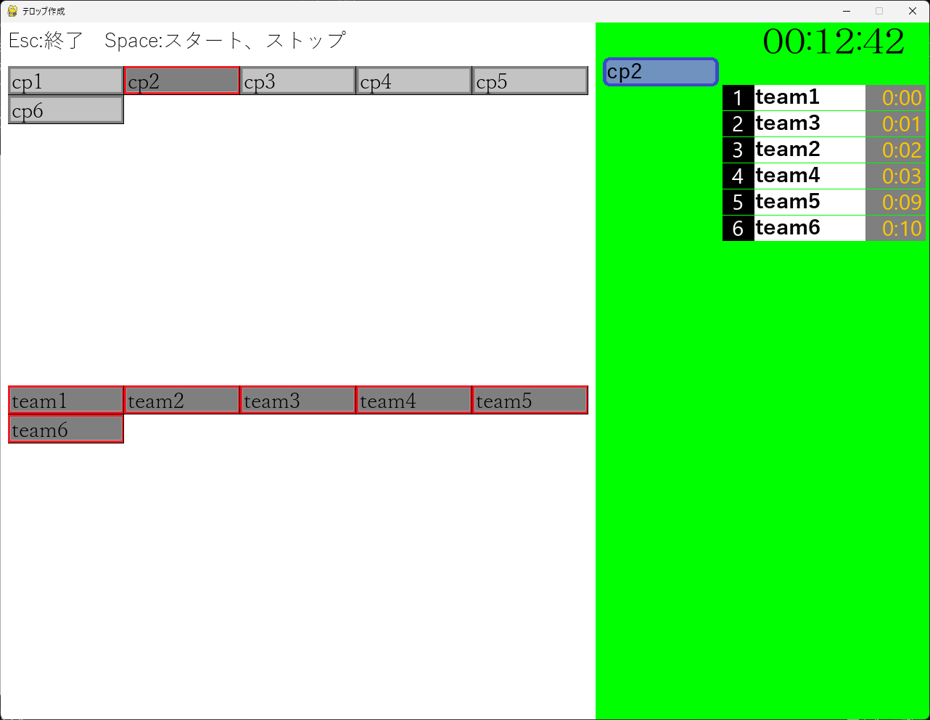 テロップ作成
Esc:終了　Space:スタート、ストップ
cp1 cp2 cp3 cp4 cp5
cp6
team1 team2 team3 team4 team5
team6
00:12:42
cp2
1 team1 0:00
2 team3 0:01
3 team2 0:02
4 team4 0:03
5 team5 0:09
6 team6 0:10